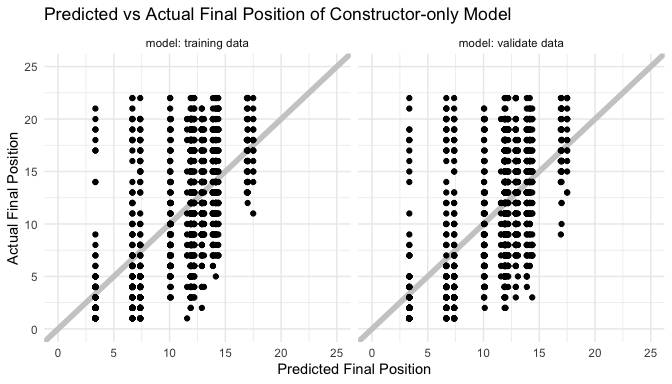 Predicted vs Actual Final Position of Constructor-only Model
model: training data
model: validate data
25
20
15
10
5
0
Actual Final Position
0 5 10 15 20 25
0 5 10 15 20 25
Predicted Final Position